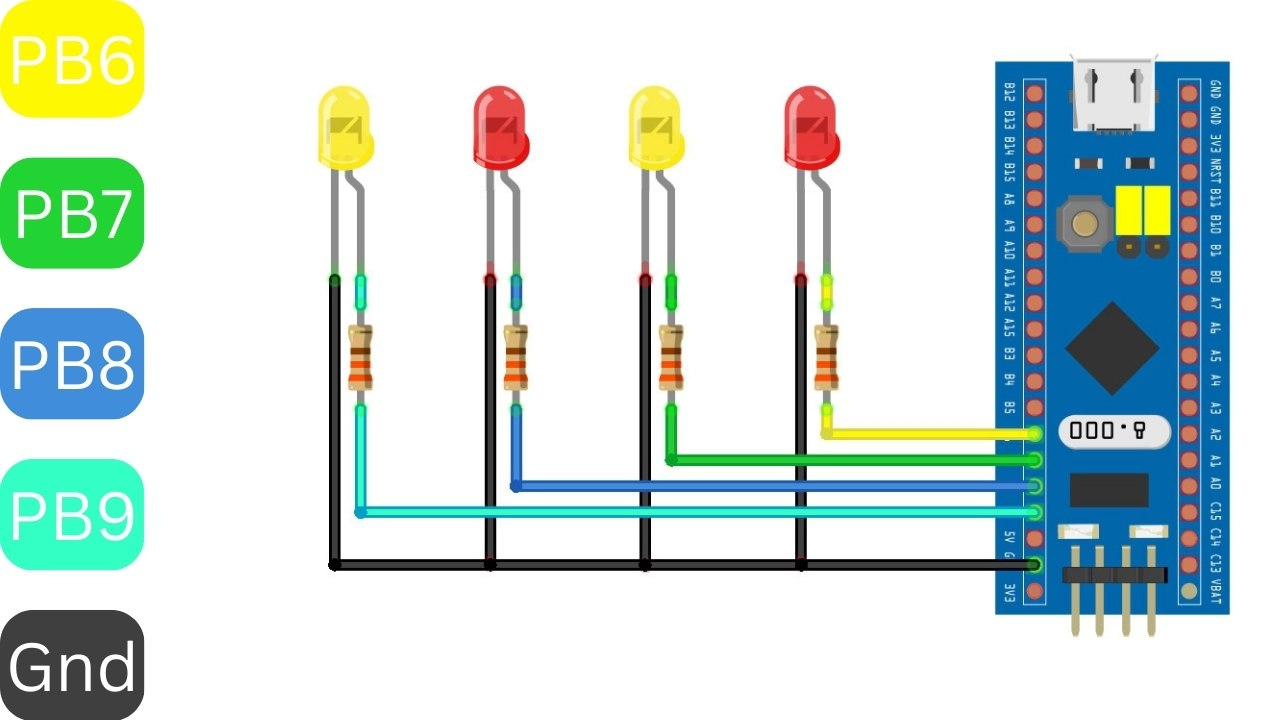 PB6
PB7
PB8
PB9
Gnd
B12
B13
B14
B15
A8
A9
A10
A11
A12
A15
B3
B4
B5
5V
G
3V3
GND
GND
3V3
NRST
B11
B10
B1
B0
A7
A6
A5
A4
A3
A2
A1
A0
C15
C14
C13
VBAT